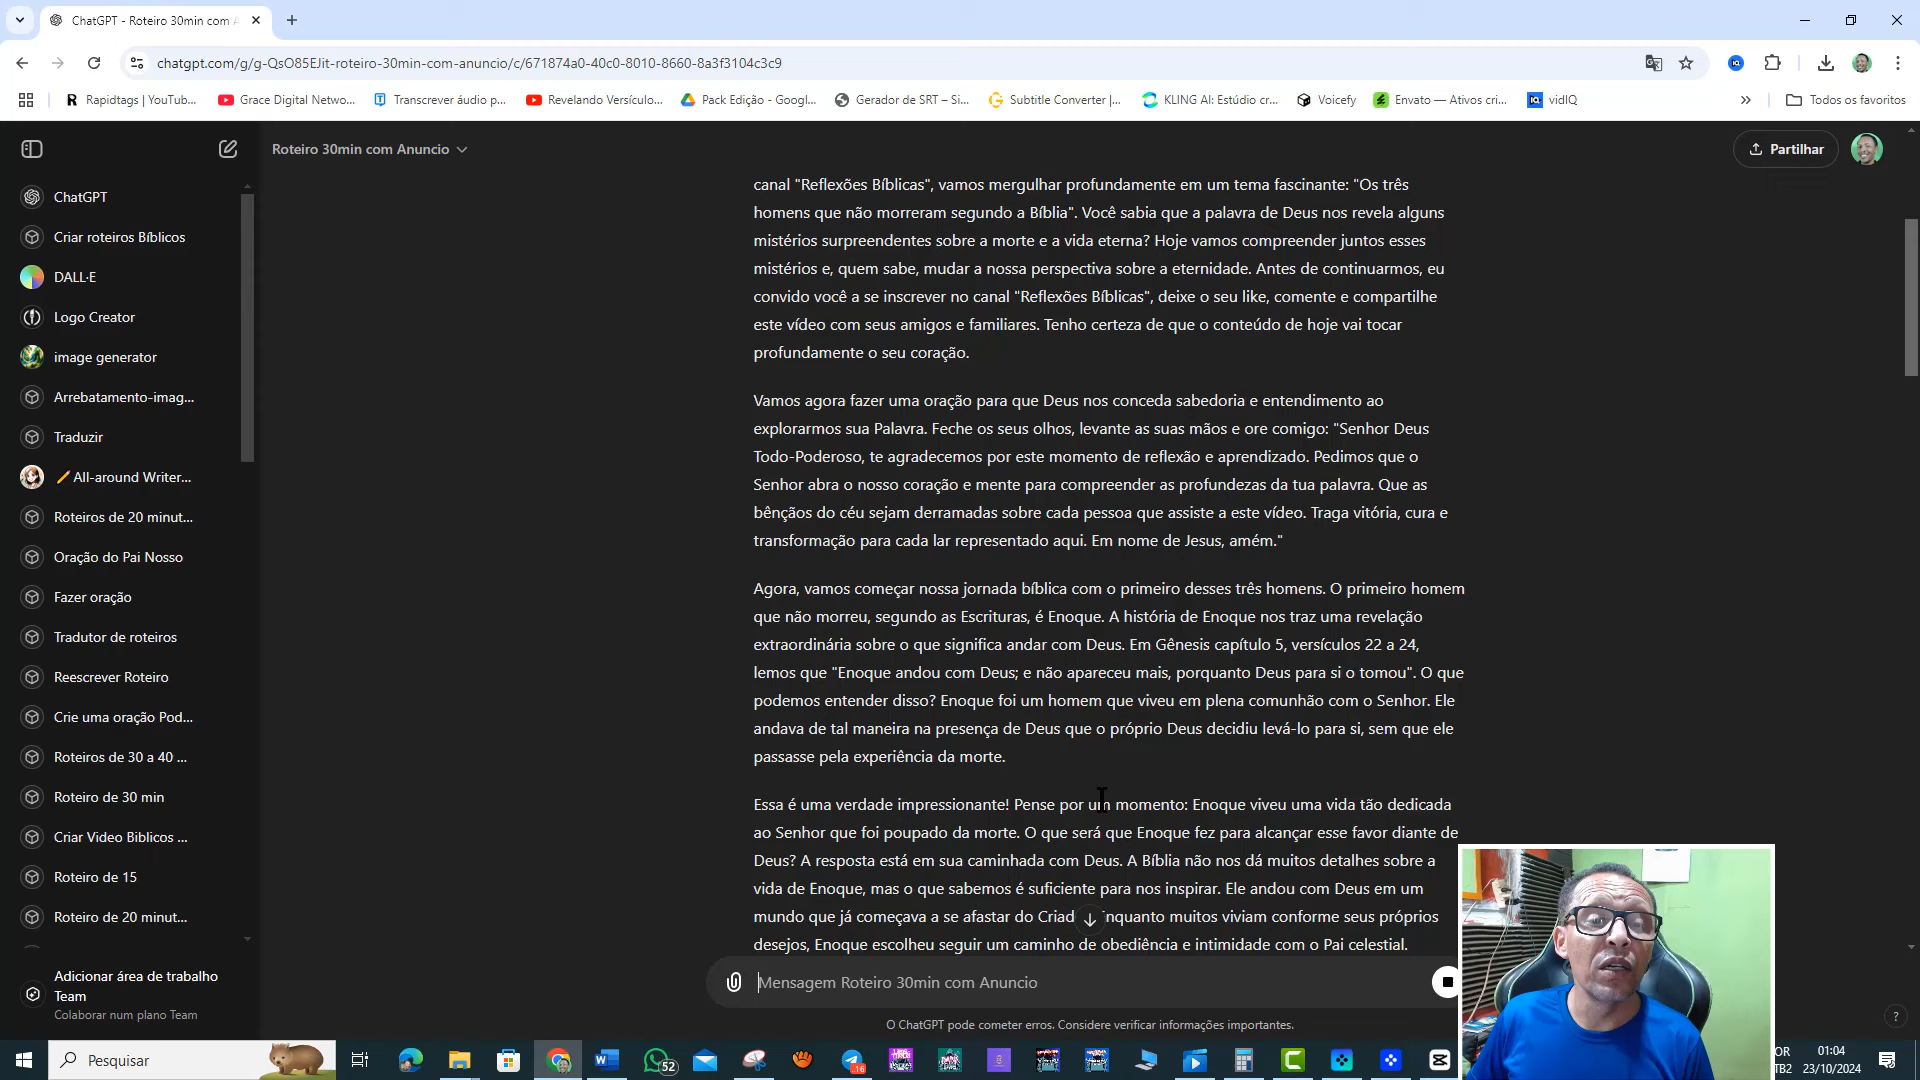 ChatGPT - Roteiro 30min com A
chatgpt.com/g/g-QsO85EJit-roteiro-30min-com-anuncio/c/671874a0-40c0-8010-8660-8a3f3104c3c9
Rapidtags | YouTub...
Grace Digital Netwo...
Transcrever áudio p...
Revelando Versículo...
Pack Edição - Googl...
Gerador de SRT – Si...
Subtitle Converter |...
KLING AI: Estúdio cr...
Voicefy
Envato — Ativos cri...
vidIQ
Todos os favoritos
Roteiro 30min com Anuncio
Partilhar
ChatGPT
Criar roteiros Bíblicos
DALL·E
Logo Creator
image generator
Arrebatamento-imag...
Traduzir
All-around Writer...
Roteiros de 20 minut...
Oração do Pai Nosso
Fazer oração
Tradutor de roteiros
Reescrever Roteiro
Crie uma oração Pod...
Roteiros de 30 a 40 ...
Roteiro de 30 min
Criar Video Biblicos ...
Roteiro de 15
Roteiro de 20 minut...
Adicionar área de trabalho
Team
Colaborar num plano Team
canal "Reflexões Bíblicas", vamos mergulhar profundamente em um tema fascinante: "Os três
homens que não morreram segundo a Bíblia". Você sabia que a palavra de Deus nos revela alguns
mistérios surpreendentes sobre a morte e a vida eterna? Hoje vamos compreender juntos esses
mistérios e, quem sabe, mudar a nossa perspectiva sobre a eternidade. Antes de continuarmos, eu
convido você a se inscrever no canal "Reflexões Bíblicas", deixe o seu like, comente e compartilhe
este vídeo com seus amigos e familiares. Tenho certeza de que o conteúdo de hoje vai tocar
profundamente o seu coração.
Vamos agora fazer uma oração para que Deus nos conceda sabedoria e entendimento ao
explorarmos sua Palavra. Feche os seus olhos, levante as suas mãos e ore comigo: "Senhor Deus
Todo-Poderoso, te agradecemos por este momento de reflexão e aprendizado. Pedimos que o
Senhor abra o nosso coração e mente para compreender as profundezas da tua palavra. Que as
bênçãos do céu sejam derramadas sobre cada pessoa que assiste a este vídeo. Traga vitória, cura e
transformação para cada lar representado aqui. Em nome de Jesus, amém."
Agora, vamos começar nossa jornada bíblica com o primeiro desses três homens. O primeiro homem
que não morreu, segundo as Escrituras, é Enoque. A história de Enoque nos traz uma revelação
extraordinária sobre o que significa andar com Deus. Em Gênesis capítulo 5, versículos 22 a 24,
lemos que "Enoque andou com Deus; e não apareceu mais, porquanto Deus para si o tomou". O que
podemos entender disso? Enoque foi um homem que viveu em plena comunhão com o Senhor. Ele
andava de tal maneira na presença de Deus que o próprio Deus decidiu levá-lo para si, sem que ele
passasse pela experiência da morte.
Essa é uma verdade impressionante! Pense por um momento: Enoque viveu uma vida tão dedicada
ao Senhor que foi poupado da morte. O que será que Enoque fez para alcançar esse favor diante de
Deus? A resposta está em sua caminhada com Deus. A Bíblia não nos dá muitos detalhes sobre a
vida de Enoque, mas o que sabemos é suficiente para nos inspirar. Ele andou com Deus em um
mundo que já começava a se afastar do Criad nquanto muitos viviam conforme seus próprios
desejos, Enoque escolheu seguir um caminho de obediência e intimidade com o Pai celestial.
Mensagem Roteiro 30min com Anuncio
O ChatGPT pode cometer erros. Considere verificar informações importantes.
?
Pesquisar
52
16
OR
TB2
01:04
23/10/2024